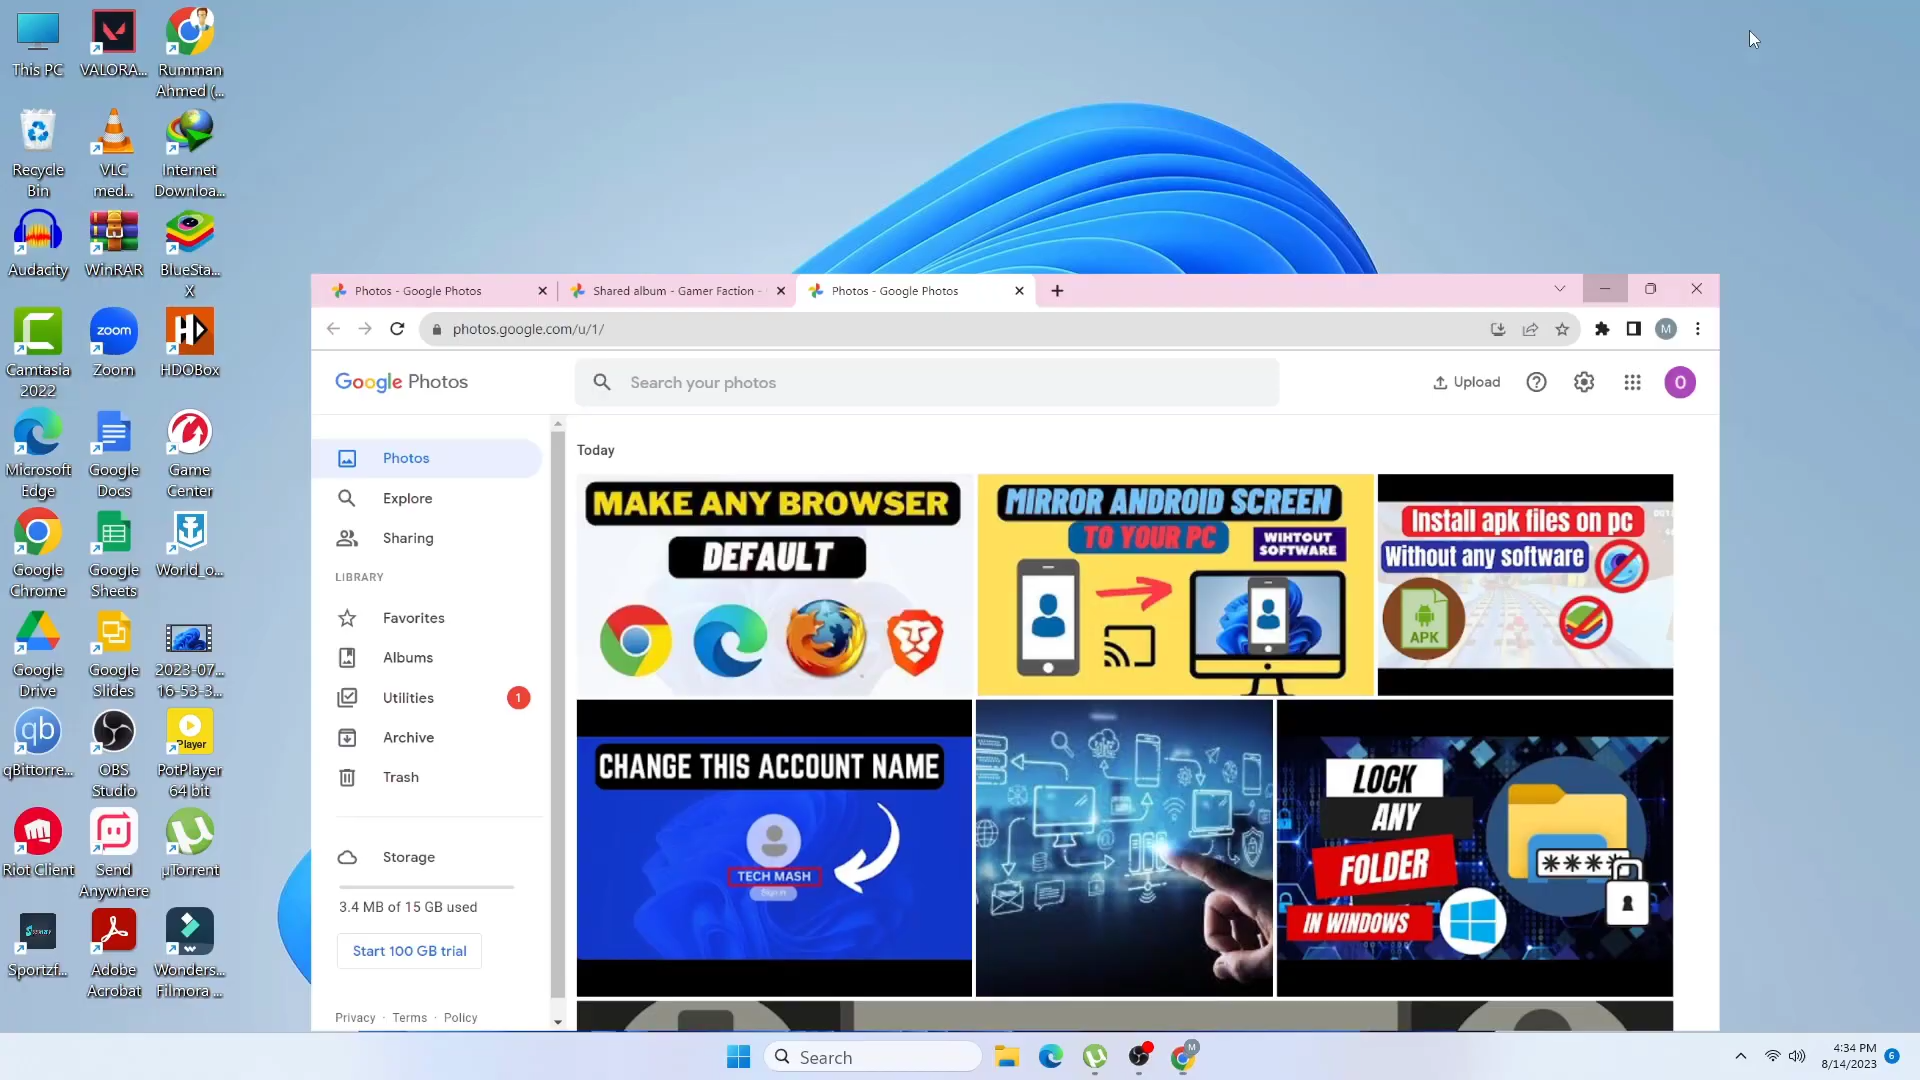 This PC
VALORA...
Rumman
Ahmed (...
Recycle
Bin
VLC
med...
Internet
Downloa...
Audacity
WinRAR
BlueSta...
X
Camtasia
2022
zoom
Zoom
HDOBox
Microsoft
Edge
Google
Docs
Game
Center
Google
Chrome
Google
Sheets
World_o...
Google
Drive
Google
Slides
2023-07...
16-53-3...
qb
qBittorre...
OBS
Studio
Player
PotPlayer
64 bit
Riot Client
Send
Anywhere
µTorrent
Sportzf...
Adobe
Acrobat
Wonders...
Filmora ...
Photos - Google Photos
Shared album - Gamer Faction -
Photos - Google Photos
photos.google.com/u/1/
M
Google Photos
Search your photos
Upload
O
Photos
Explore
Sharing
LIBRARY
Favorites
Albums
Utilities
1
Archive
Trash
Storage
3.4 MB of 15 GB used
Start 100 GB trial
Privacy · Terms · Policy
Today
MAKE ANY BROWSER
DEFAULT
MIRROR ANDROID SCREEN
TO YOUR PC
WIHTOUT
SOFTWARE
Install apk files on pc
Without any software
APK
CHANGE THIS ACCOUNT NAME
TECH MASH
Sign in
LOCK
ANY
FOLDER
IN WINDOWS
****
Search
M
4:34 PM
8/14/2023
6